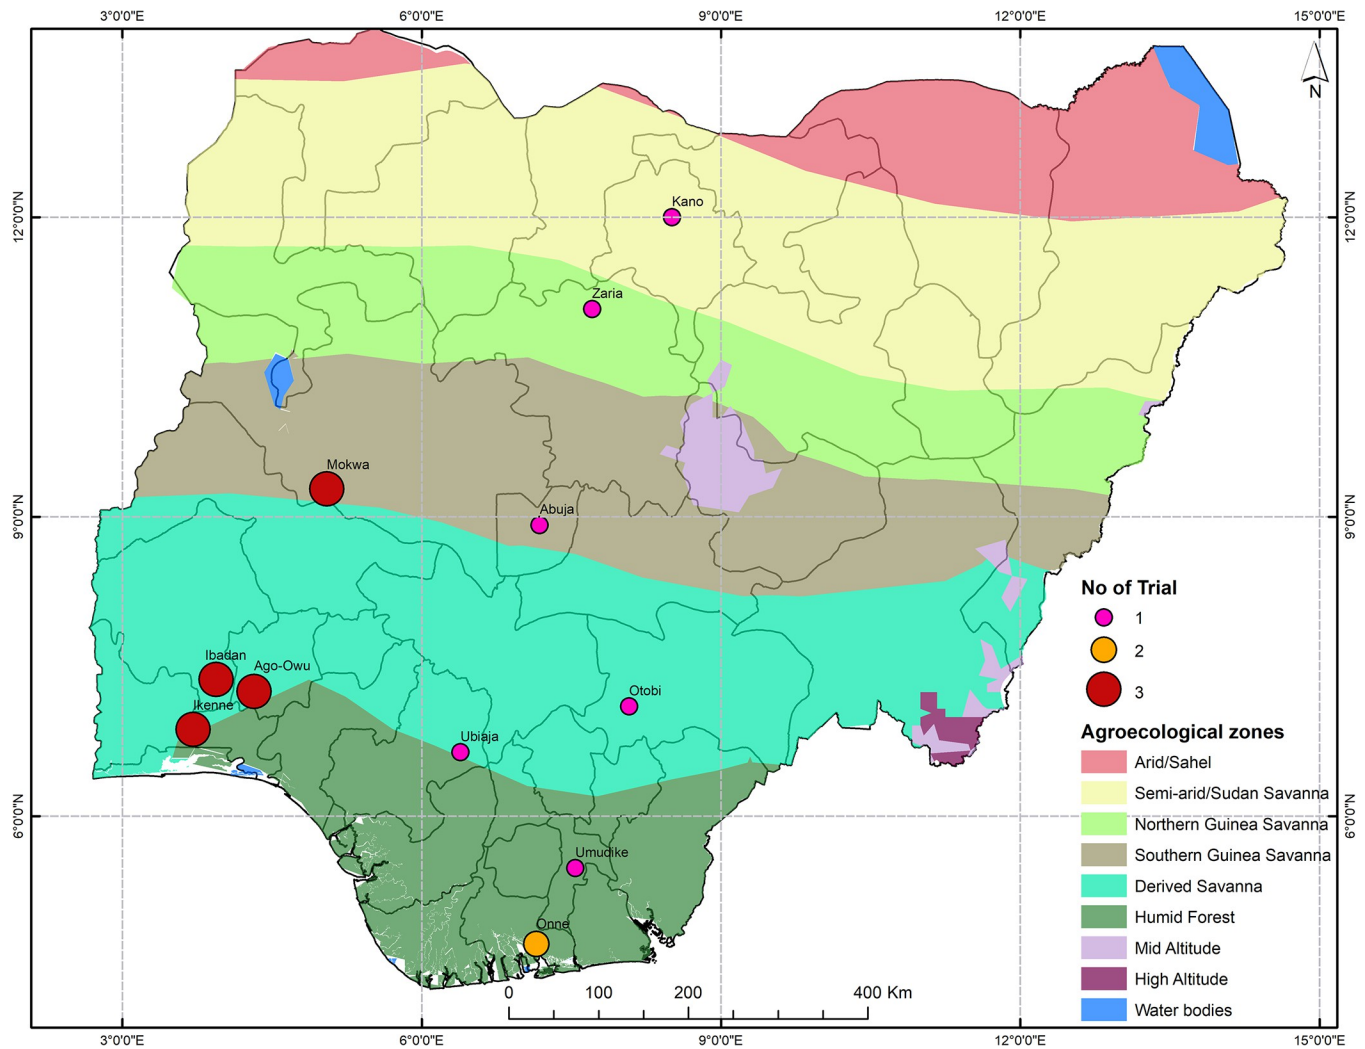 3°0'0"E 6°0'0"E 9°0'0"E 12°0'0"E 15°0'0"E
N
12°0'0"N
12°0'0"N
Kano
Zaria
Mokwa
Abuja
9°0'0"N
9°0'0"N
Ibadan
Ago-Owu
Ikenne
Otobi
Ubiaja
6°0'0"N
6°0'0"N
Umudike
Onne
No of Trial
1
2
3
Agroecological zones
Arid/Sahel
Semi-arid/Sudan Savanna
Northern Guinea Savanna
Southern Guinea Savanna
Derived Savanna
Humid Forest
Mid Altitude
High Altitude
Water bodies
0 100 200 400 Km
3°0'0"E 6°0'0"E 9°0'0"E 12°0'0"E 15°0'0"E